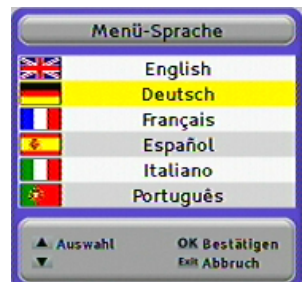 Menü-Sprache
English
Deutsch
Français
Español
Italiano
Português
▲ Auswahl OK Bestätigen
▼ Exit Abbruch